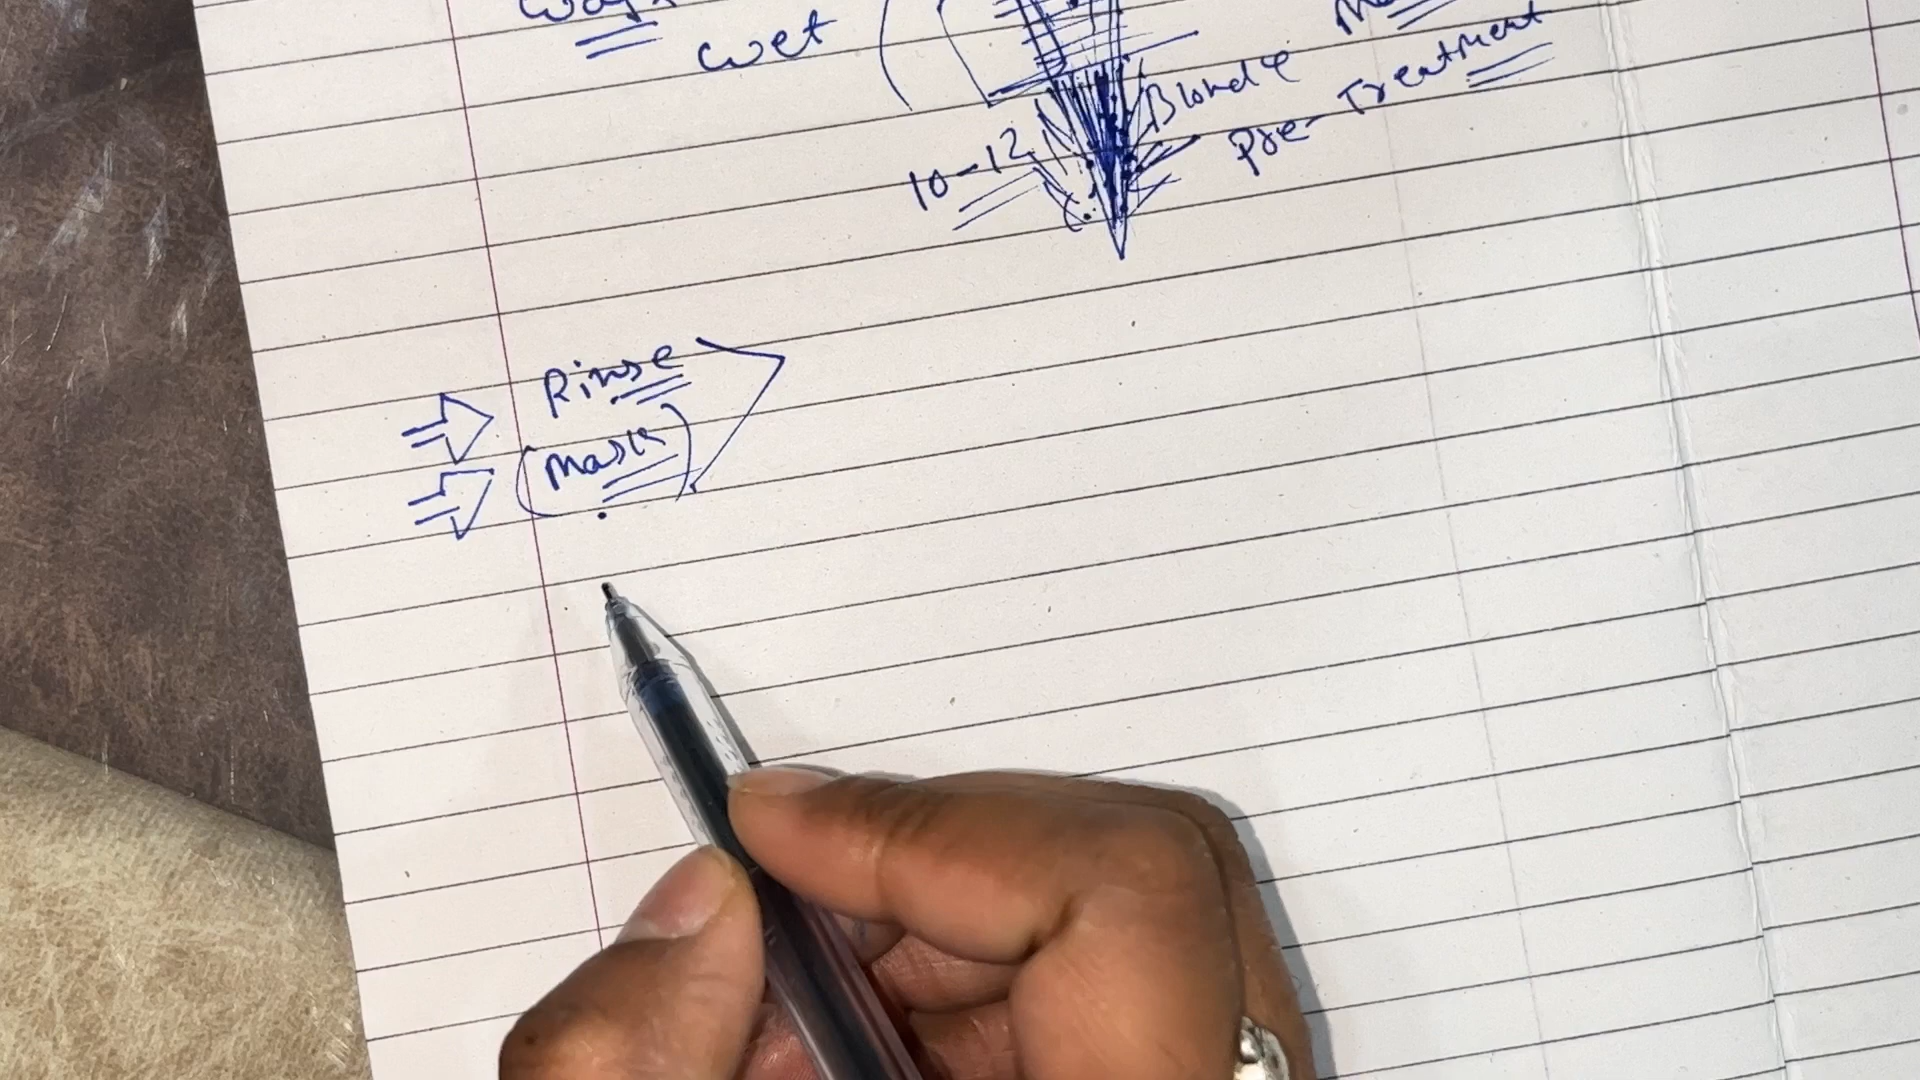 wet
Blonde
Pre-Treatment
10-12
Rinse
(Mask)